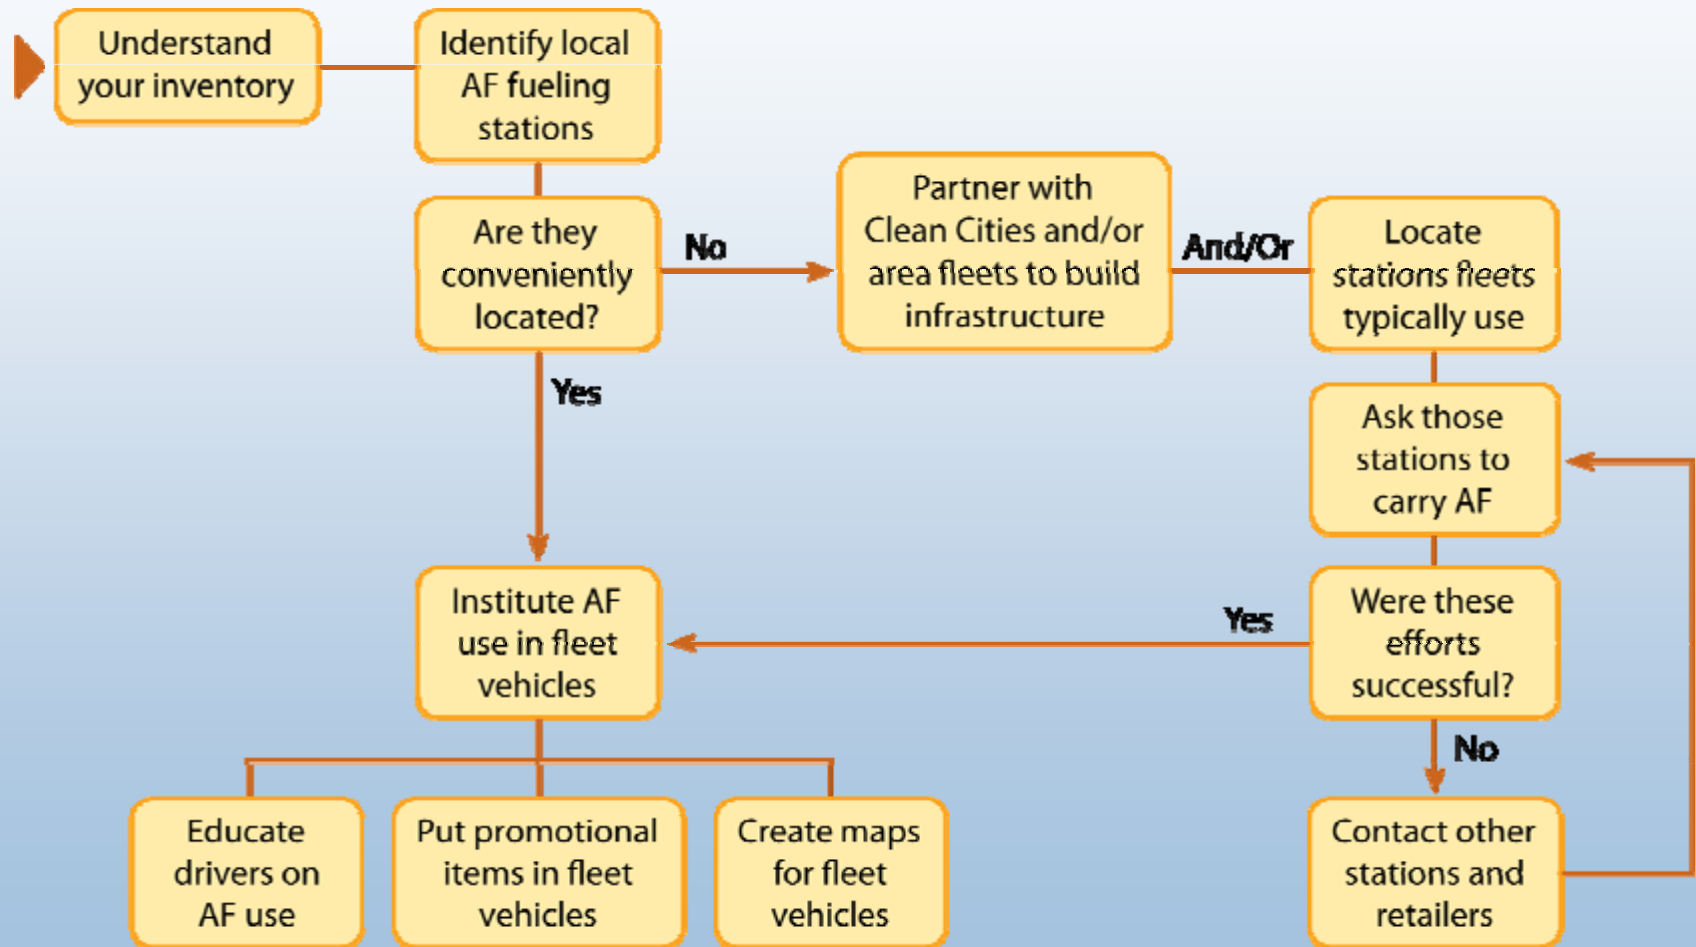 Understand
your inventory
Identify local
AF fueling
stations
Are they
conveniently
located?
No
Partner with
Clean Cities and/or
area fleets to build
infrastructure
And/Or
Locate
stations fleets
typically use
Yes
Ask those
stations to
carry AF
Institute AF
use in fleet
vehicles
Yes
Were these
efforts
successful?
No
Educate
drivers on
AF use
Put promotional
items in fleet
vehicles
Create maps
for fleet
vehicles
Contact other
stations and
retailers